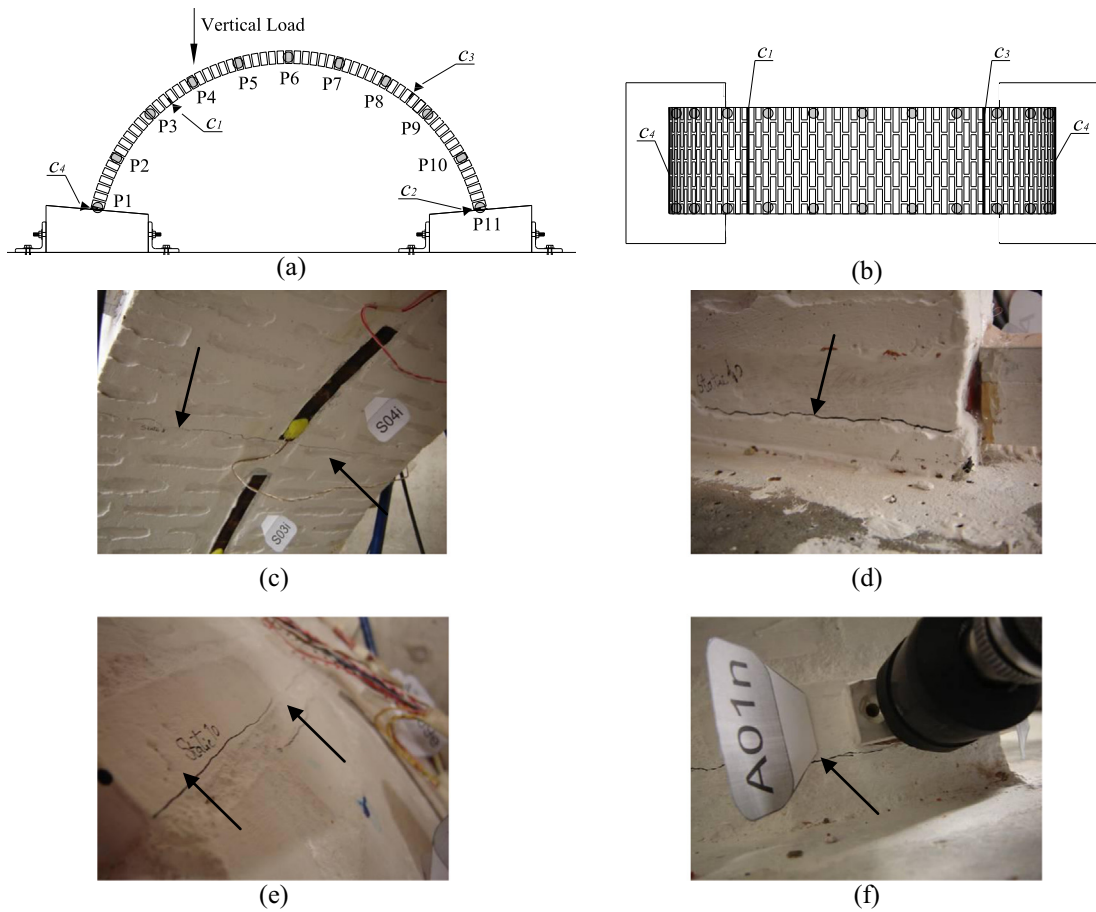 Vertical Load
P1
P2
P3
P4
P5
P6
P7
P8
P9
P10
P11
c1
c2
c3
c4
(a)
c1
c3
c4
c4
(b)
S04i
S03i
(c)
(d)
Static10
(e)
A01n
(f)